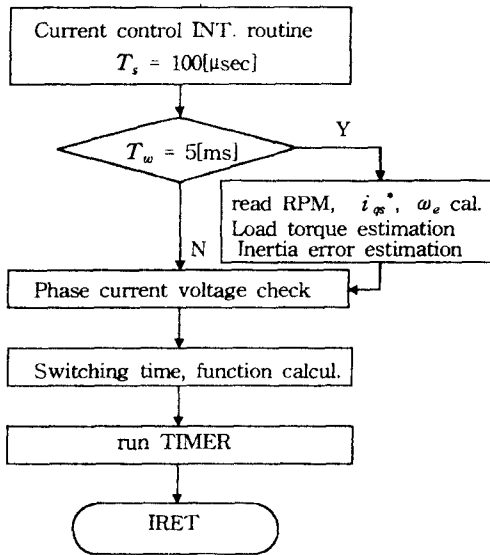 Current control INT. routine
T_s = 100[μsec]
T_w = 5[ms]
Y
read RPM, i_qs*, ω_e cal.
Load torque estimation
Inertia error estimation
N
Phase current voltage check
Switching time, function calcul.
run TIMER
IRET